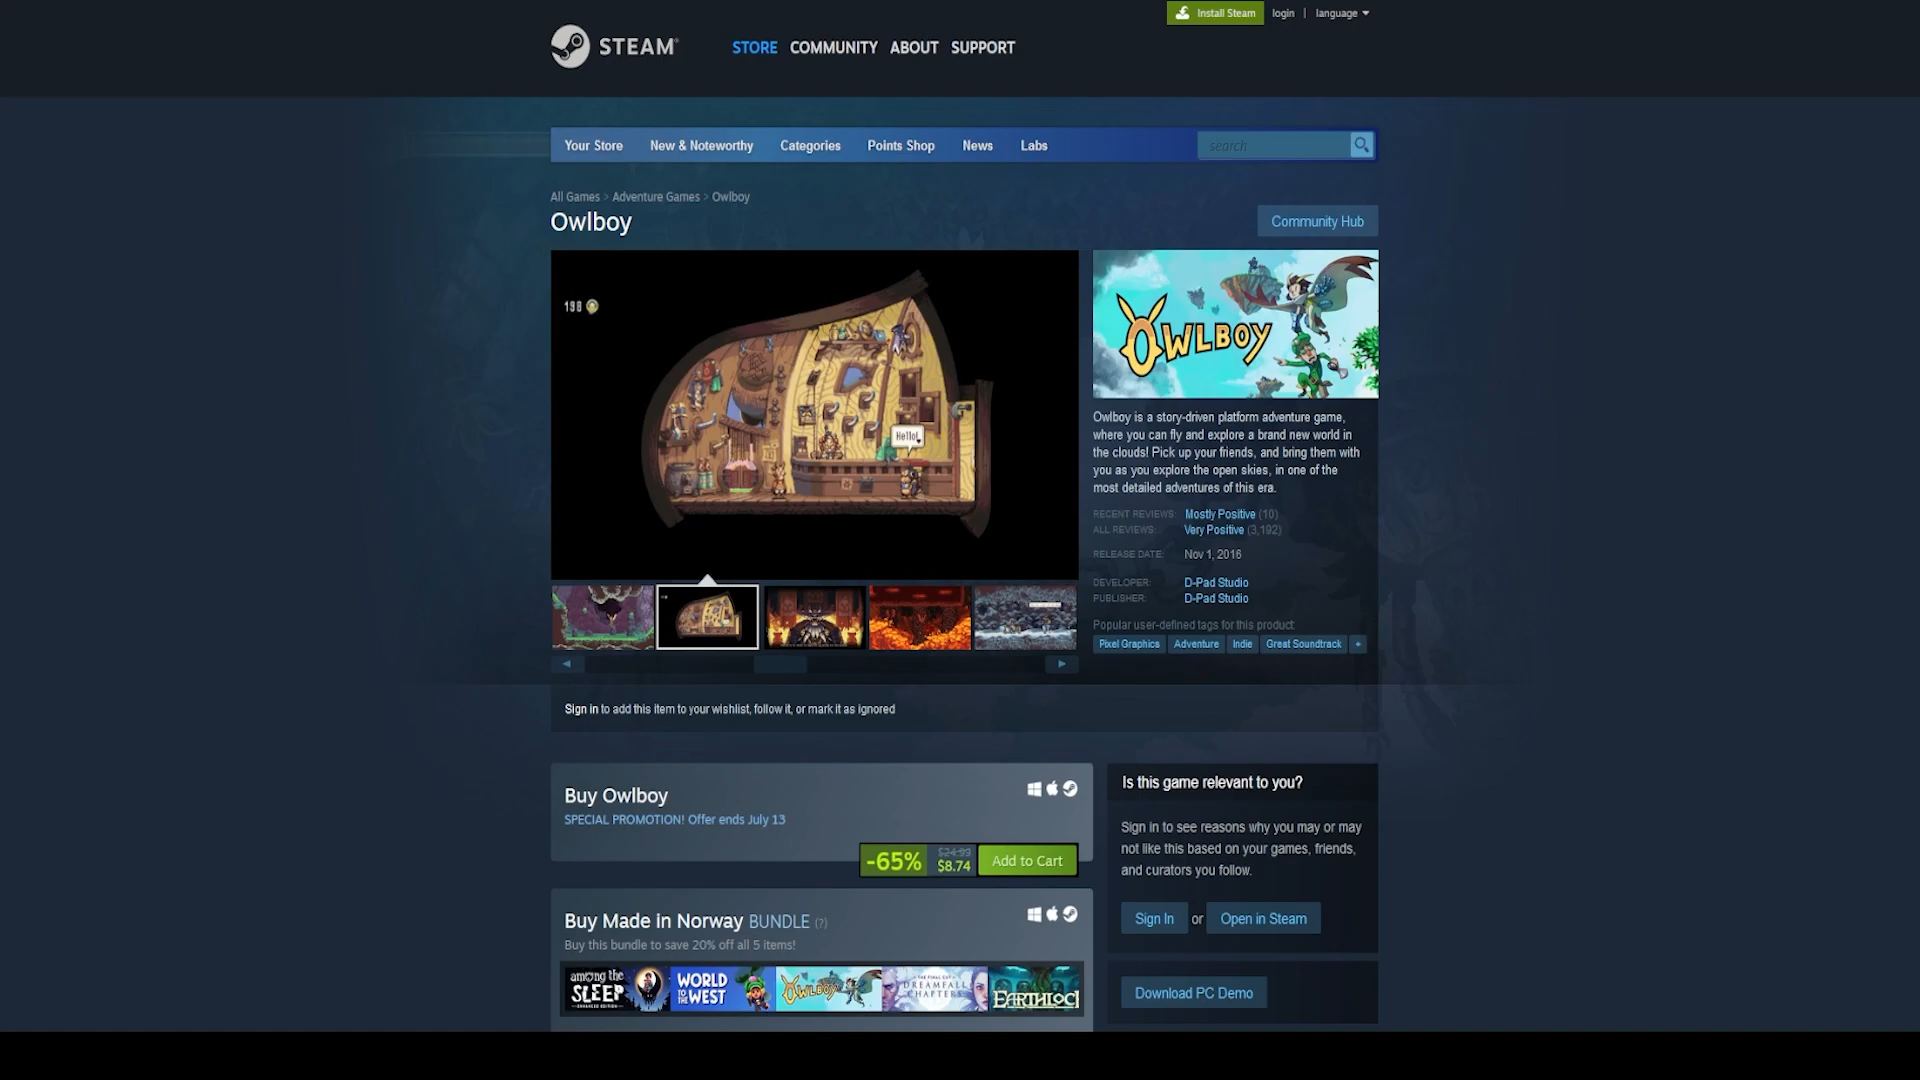 Install Steam login | language
STEAM
STORE COMMUNITY ABOUT SUPPORT
Your Store New & Noteworthy Categories Points Shop News Labs search
All Games > Adventure Games > Owlboy
Owlboy
Community Hub
198
Hello!
OWLBOY
Owlboy is a story-driven platform adventure game,
where you can fly and explore a brand new world in
the clouds! Pick up your friends, and bring them with
you as you explore the open skies, in one of the
most detailed adventures of this era.
RECENT REVIEWS: Mostly Positive (10)
ALL REVIEWS: Very Positive (3,192)
RELEASE DATE: Nov 1, 2016
DEVELOPER: D-Pad Studio
PUBLISHER: D-Pad Studio
Popular user-defined tags for this product:
Pixel Graphics Adventure Indie Great Soundtrack +
Sign in to add this item to your wishlist, follow it, or mark it as ignored
Buy Owlboy
SPECIAL PROMOTION! Offer ends July 13
-65% $24.99 $8.74 Add to Cart
Buy Made in Norway BUNDLE (?)
Buy this bundle to save 20% off all 5 items!
among the SLEEP
WORLD TO THE WEST
OWLBOY
DREAMFALL CHAPTERS
EARTHLOCK
Is this game relevant to you?
Sign in to see reasons why you may or may
not like this based on your games, friends,
and curators you follow.
Sign In or Open in Steam
Download PC Demo